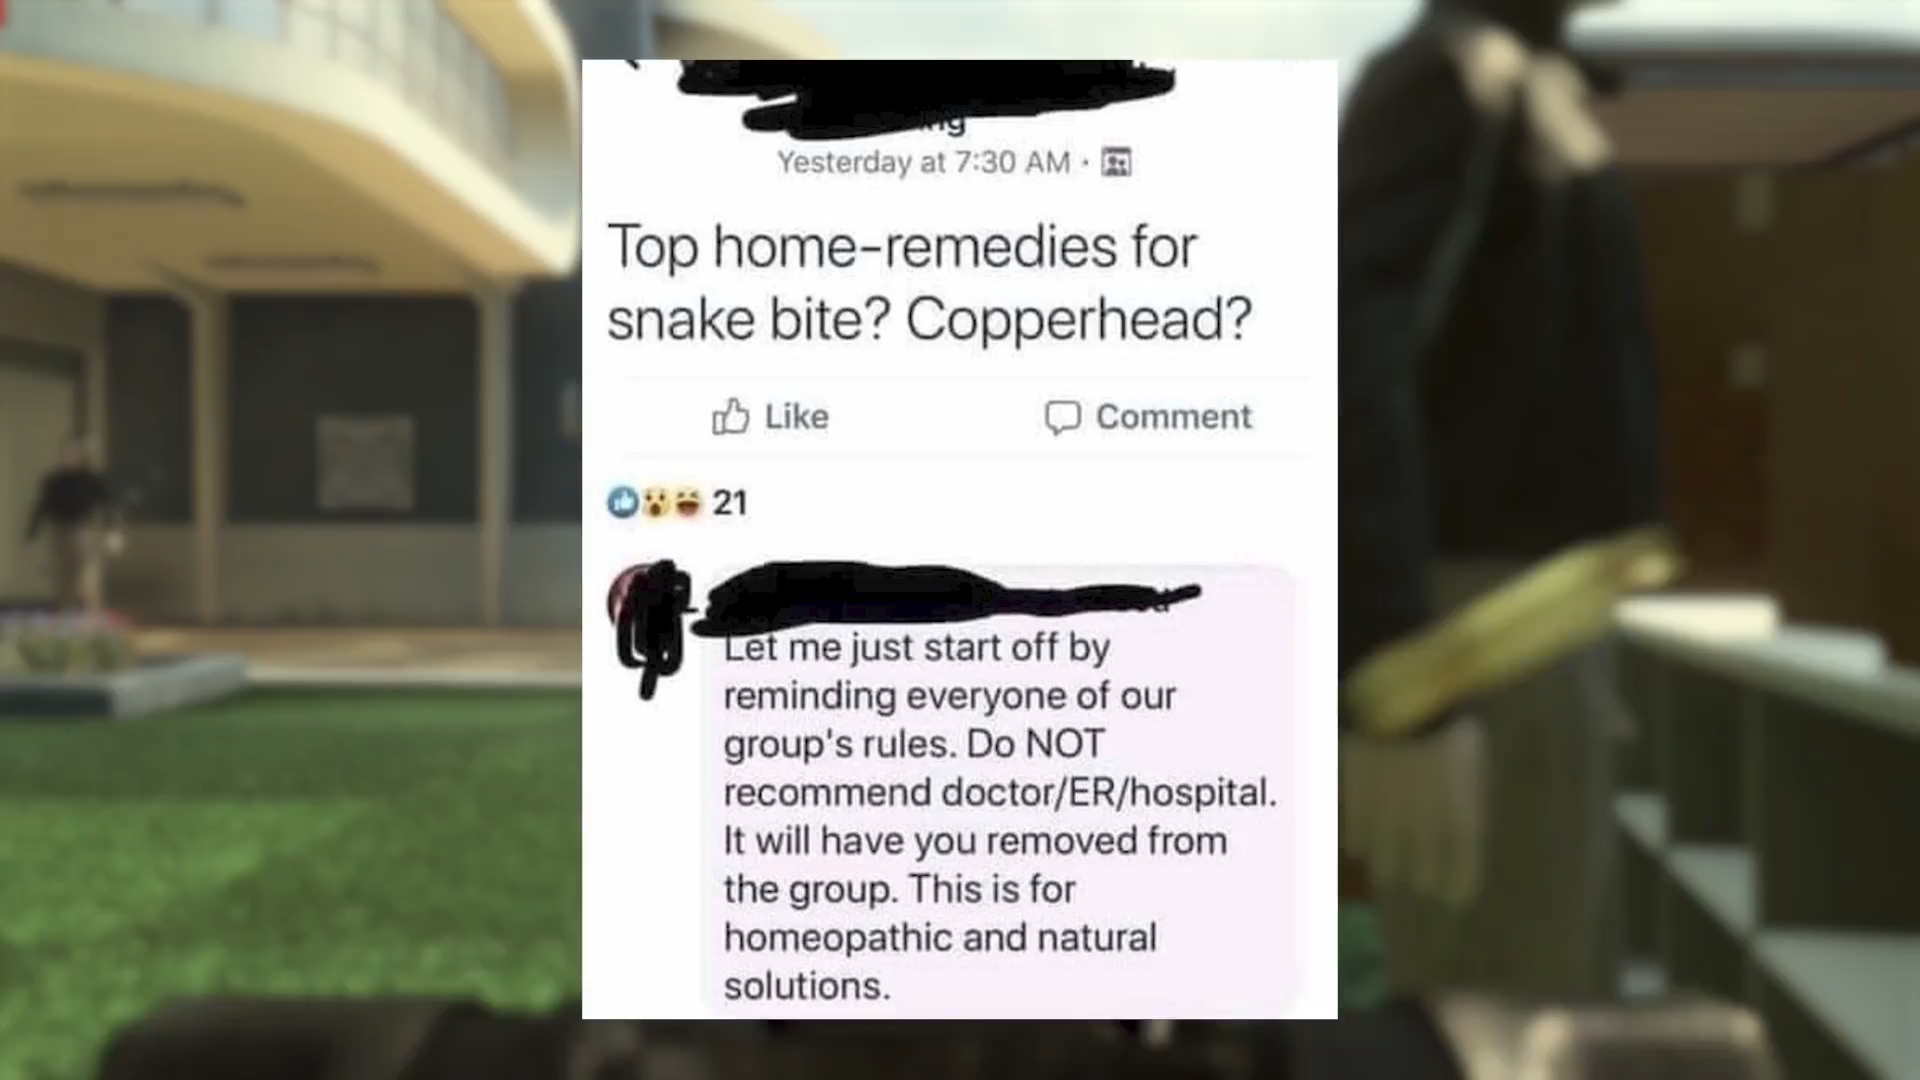 Yesterday at 7:30 AM ·
Top home-remedies for
snake bite? Copperhead?
Like
Comment
21
Let me just start off by
reminding everyone of our
group's rules. Do NOT
recommend doctor/ER/hospital.
It will have you removed from
the group. This is for
homeopathic and natural
solutions.